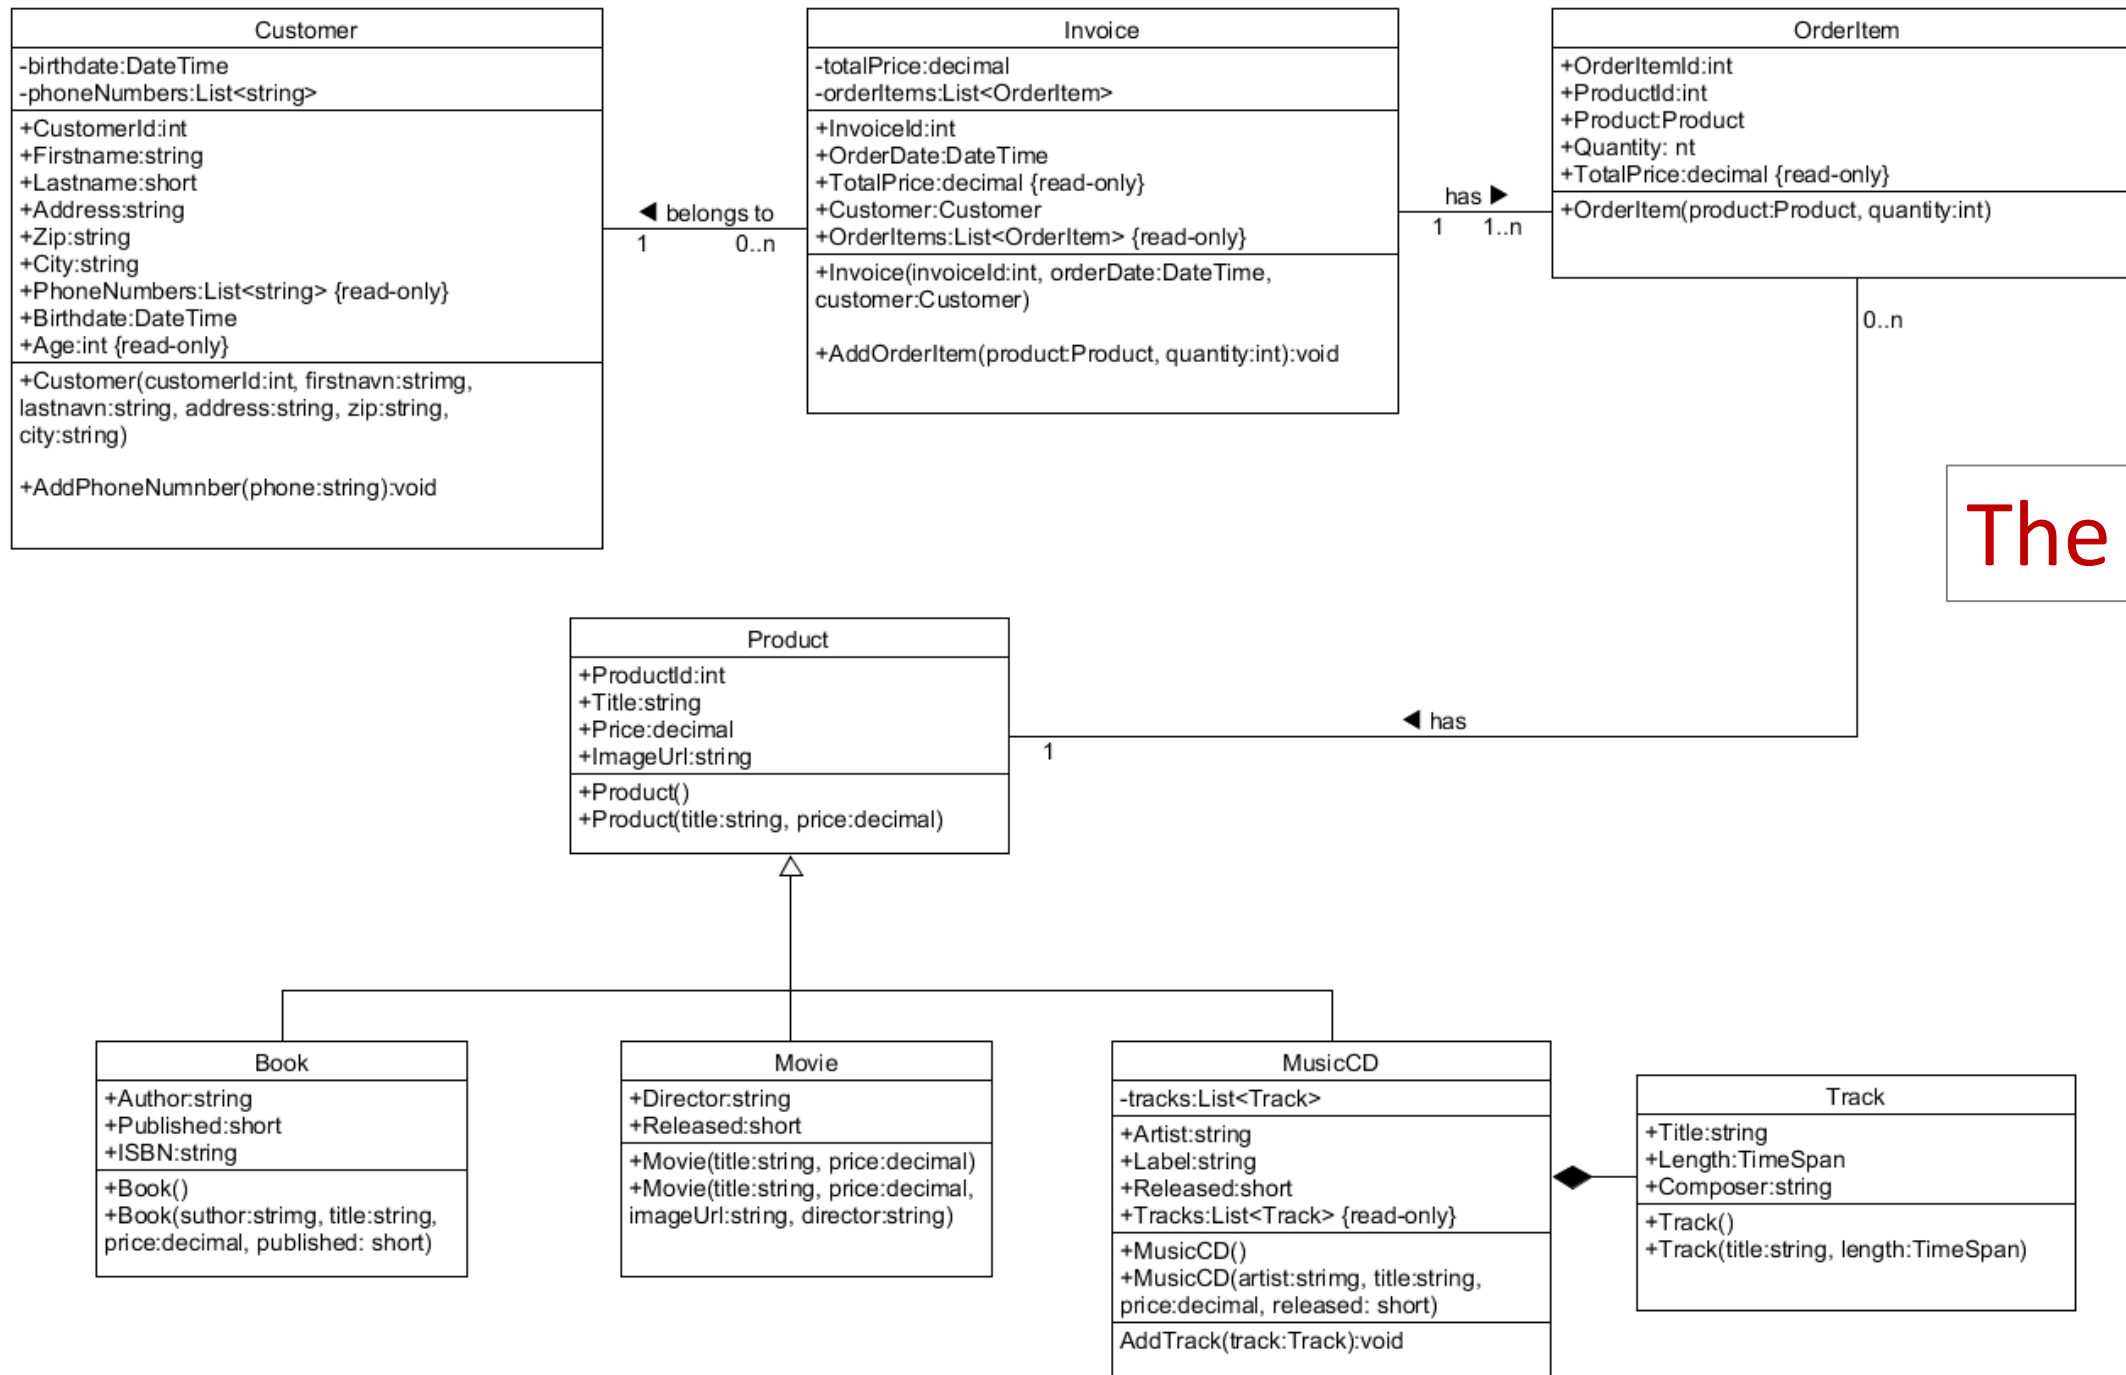 Customer
-birthdate:DateTime
-phoneNumbers:List<string>
+CustomerId:int
+Firstname:string
+Lastname:short
+Address:string
+Zip:string
+City:string
+PhoneNumbers:List<string> {read-only}
+Birthdate:DateTime
+Age:int {read-only}
+Customer(customerId:int, firstnavn:strimg,
lastnavn:string, address:string, zip:string,
city:string)
+AddPhoneNumnber(phone:string):void
◀ belongs to
1
0..n
Invoice
-totalPrice:decimal
-orderItems:List<OrderItem>
+InvoiceId:int
+OrderDate:DateTime
+TotalPrice:decimal {read-only}
+Customer:Customer
+OrderItems:List<OrderItem> {read-only}
+Invoice(invoiceId:int, orderDate:DateTime,
customer:Customer)
+AddOrderItem(product:Product, quantity:int):void
has ▶
1
1..n
OrderItem
+OrderItemId:int
+ProductId:int
+Product:Product
+Quantity: nt
+TotalPrice:decimal {read-only}
+OrderItem(product:Product, quantity:int)
0..n
The
Product
+ProductId:int
+Title:string
+Price:decimal
+ImageUrl:string
+Product()
+Product(title:string, price:decimal)
◀ has
1
Book
+Author:string
+Published:short
+ISBN:string
+Book()
+Book(suthor:strimg, title:string,
price:decimal, published: short)
Movie
+Director:string
+Released:short
+Movie(title:string, price:decimal)
+Movie(title:string, price:decimal,
imageUrl:string, director:string)
MusicCD
-tracks:List<Track>
+Artist:string
+Label:string
+Released:short
+Tracks:List<Track> {read-only}
+MusicCD()
+MusicCD(artist:strimg, title:string,
price:decimal, released: short)
AddTrack(track:Track):void
Track
+Title:string
+Length:TimeSpan
+Composer:string
+Track()
+Track(title:string, length:TimeSpan)